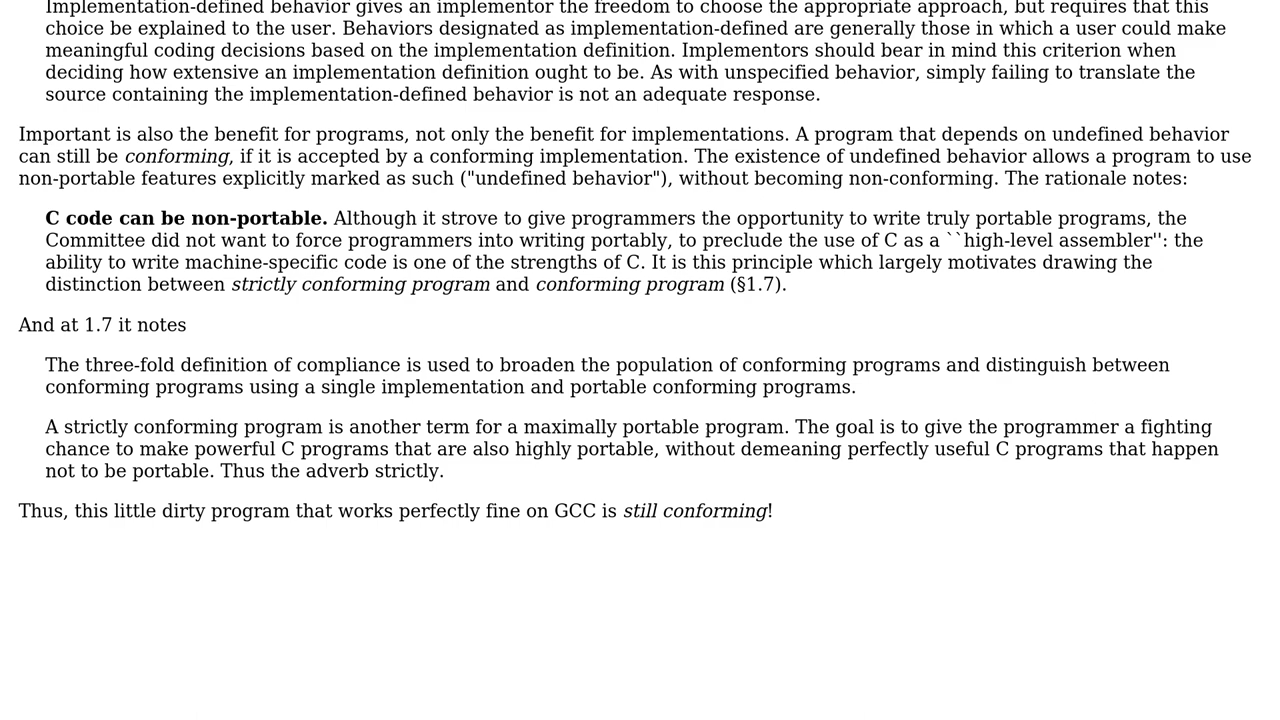 Implementation-defined behavior gives an implementor the freedom to choose the appropriate approach, but requires that this
choice be explained to the user. Behaviors designated as implementation-defined are generally those in which a user could make
meaningful coding decisions based on the implementation definition. Implementors should bear in mind this criterion when
deciding how extensive an implementation definition ought to be. As with unspecified behavior, simply failing to translate the
source containing the implementation-defined behavior is not an adequate response.
Important is also the benefit for programs, not only the benefit for implementations. A program that depends on undefined behavior
can still be conforming, if it is accepted by a conforming implementation. The existence of undefined behavior allows a program to use
non-portable features explicitly marked as such ("undefined behavior"), without becoming non-conforming. The rationale notes:
C code can be non-portable. Although it strove to give programmers the opportunity to write truly portable programs, the
Committee did not want to force programmers into writing portably, to preclude the use of C as a ``high-level assembler'': the
ability to write machine-specific code is one of the strengths of C. It is this principle which largely motivates drawing the
distinction between strictly conforming program and conforming program (§1.7).
And at 1.7 it notes
The three-fold definition of compliance is used to broaden the population of conforming programs and distinguish between
conforming programs using a single implementation and portable conforming programs.
A strictly conforming program is another term for a maximally portable program. The goal is to give the programmer a fighting
chance to make powerful C programs that are also highly portable, without demeaning perfectly useful C programs that happen
not to be portable. Thus the adverb strictly.
Thus, this little dirty program that works perfectly fine on GCC is still conforming!